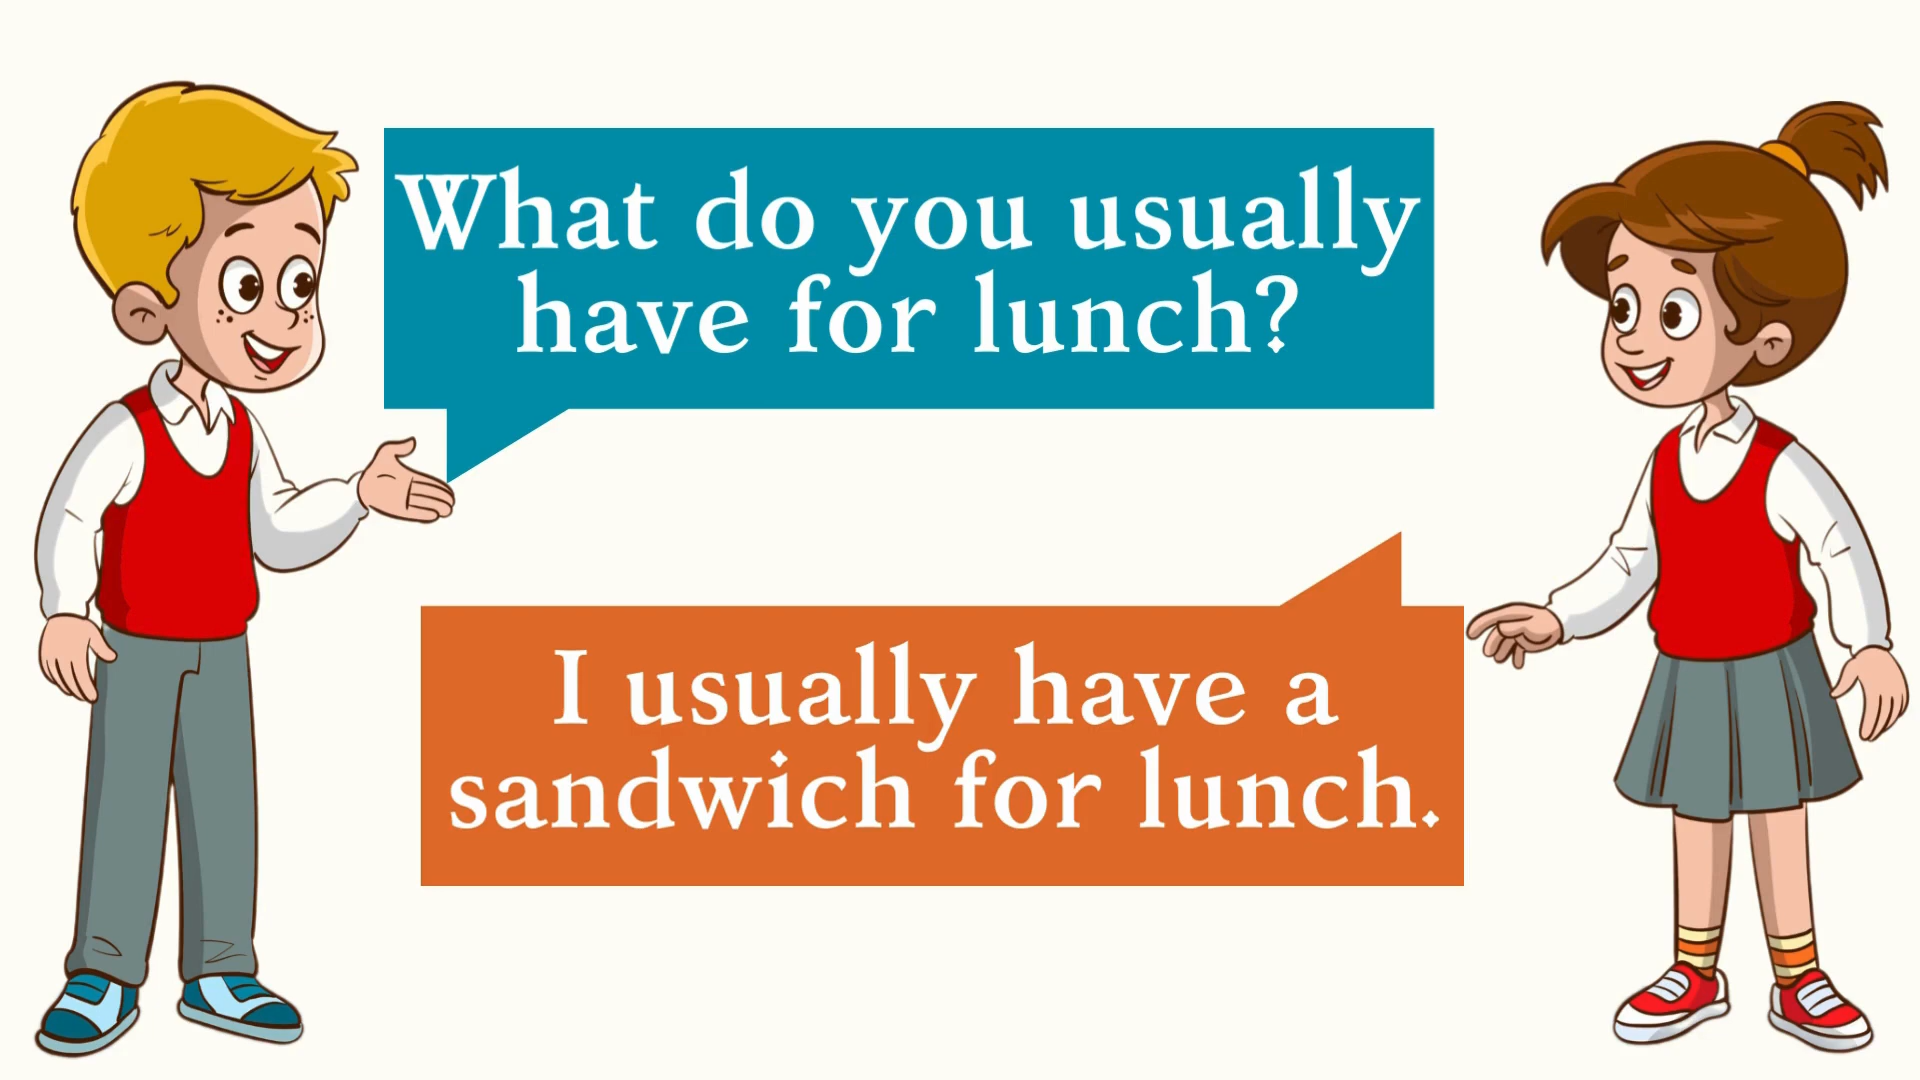 What do you usually
have for lunch?
I usually have a
sandwich for lunch.